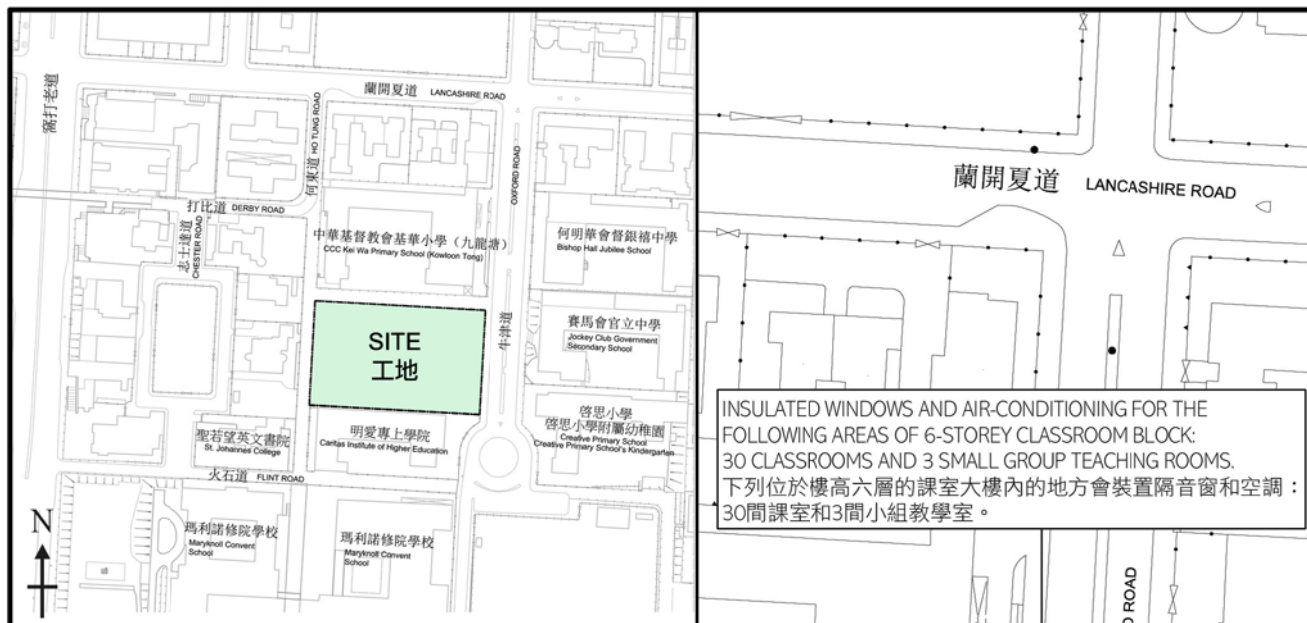 蘭開夏道 LANCASHIRE ROAD
窩打老道
何東道 HO TUNG ROAD
OXFORD ROAD
打比道 DERBY ROAD
志士達道
CHESTER ROAD
中華基督教會基華小學（九龍塘）
CCC Kei Wa Primary School (Kowloon Tong)
何明華會督銀禧中學
Bishop Hall Jubilee School
SITE
工地
牛津道
賽馬會官立中學
Jockey Club Government
Secondary School
聖若望英文書院
St. Johannes College
明愛專上學院
Caritas Institute of Higher Education
啓思小學
啓思小學附屬幼稚園
Creative Primary School
Creative Primary School's Kindergarten
火石道 FLINT ROAD
瑪利諾修院學校
Maryknoll Convent
School
瑪利諾修院學校
Maryknoll Convent
School
N
蘭開夏道 LANCASHIRE ROAD
INSULATED WINDOWS AND AIR-CONDITIONING FOR THE
FOLLOWING AREAS OF 6-STOREY CLASSROOM BLOCK:
30 CLASSROOMS AND 3 SMALL GROUP TEACHING ROOMS.
下列位於樓高六層的課室大樓內的地方會裝置隔音窗和空調：
30間課室和3間小組教學室。
D ROAD